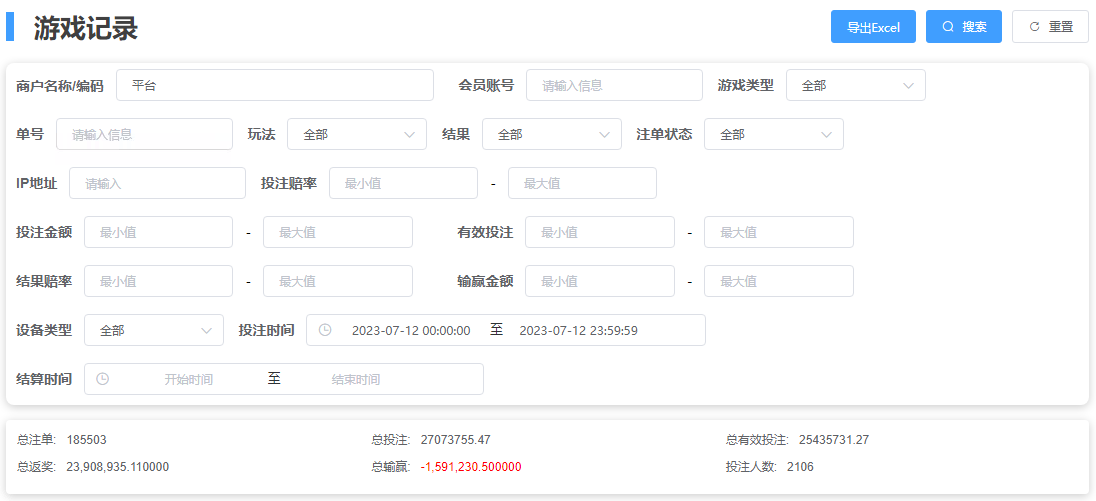 游戏记录 导出Excel 搜索 重置
商户名称/编码 平台 会员账号 请输入信息 游戏类型 全部
单号 请输入信息 玩法 全部 结果 全部 注单状态 全部
IP地址 请输入 投注赔率 最小值 - 最大值
投注金额 最小值 - 最大值 有效投注 最小值 - 最大值
结果赔率 最小值 - 最大值 输赢金额 最小值 - 最大值
设备类型 全部 投注时间 2023-07-12 00:00:00 至 2023-07-12 23:59:59
结算时间 开始时间 至 结束时间
总注单: 185503 总投注: 27073755.47 总有效投注: 25435731.27
总返奖: 23,908,935.110000 总输赢: -1,591,230.500000 投注人数: 2106